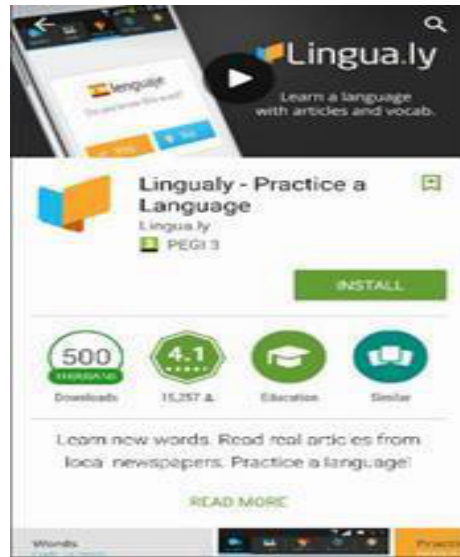 Lingua.ly
lenguaje
Learn a language
with articles and vocab.
Lingualy - Practice a
Language
Lingua.ly
PEGI 3
INSTALL
500
THOUSAND
Downloads
4.1
15,257
Education
Similar
Learn new words. Read real articles from
local newspapers. Practice a language!
READ MORE
Words